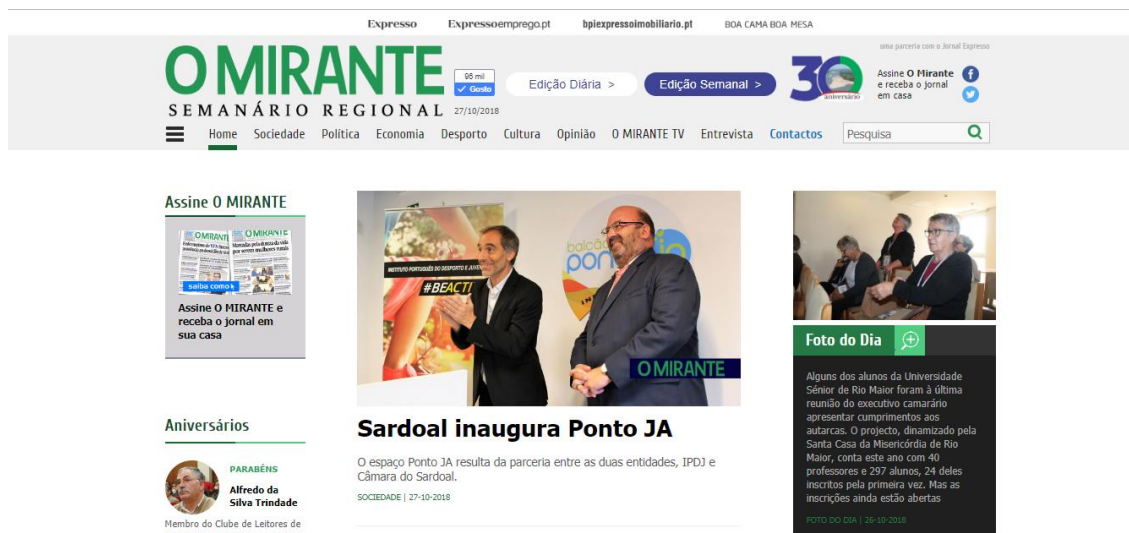 Expresso Expressoemprego.pt bpiexpressoimobiliario.pt BOA CAMA BOA MESA
uma parceria com o Jornal Expresso
O MIRANTE
SEMANÁRIO REGIONAL
96 mil
Gosto
27/10/2018
Edição Diária >
Edição Semanal >
30
aniversário
Assine O Mirante
e receba o jornal
em casa
Home Sociedade Política Economia Desporto Cultura Opinião O MIRANTE TV Entrevista Contactos
Pesquisa
Assine O MIRANTE
O MIRANTE
O MIRANTE
saiba como
Assine O MIRANTE e
receba o jornal em
sua casa
Aniversários
PARABÉNS
Alfredo da
Silva Trindade
Membro do Clube de Leitores de
INSTITUTO PORTUGUÊS DO DESPORTO E JUVE
#BEACTI
balcão
O MIRANTE
Sardoal inaugura Ponto JA
O espaço Ponto JA resulta da parceria entre as duas entidades, IPDJ e
Câmara do Sardoal.
SOCIEDADE | 27-10-2018
Foto do Dia
Alguns dos alunos da Universidade
Sénior de Rio Maior foram à última
reunião do executivo camarário
apresentar cumprimentos aos
autarcas. O projecto, dinamizado pela
Santa Casa da Misericórdia de Rio
Maior, conta este ano com 40
professores e 297 alunos, 24 deles
inscritos pela primeira vez. Mas as
inscrições ainda estão abertas
FOTO DO DIA | 26-10-2018